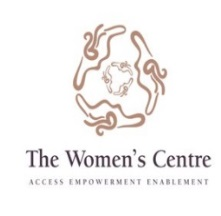 The Women's Centre
ACCESS EMPOWERMENT ENABLEMENT